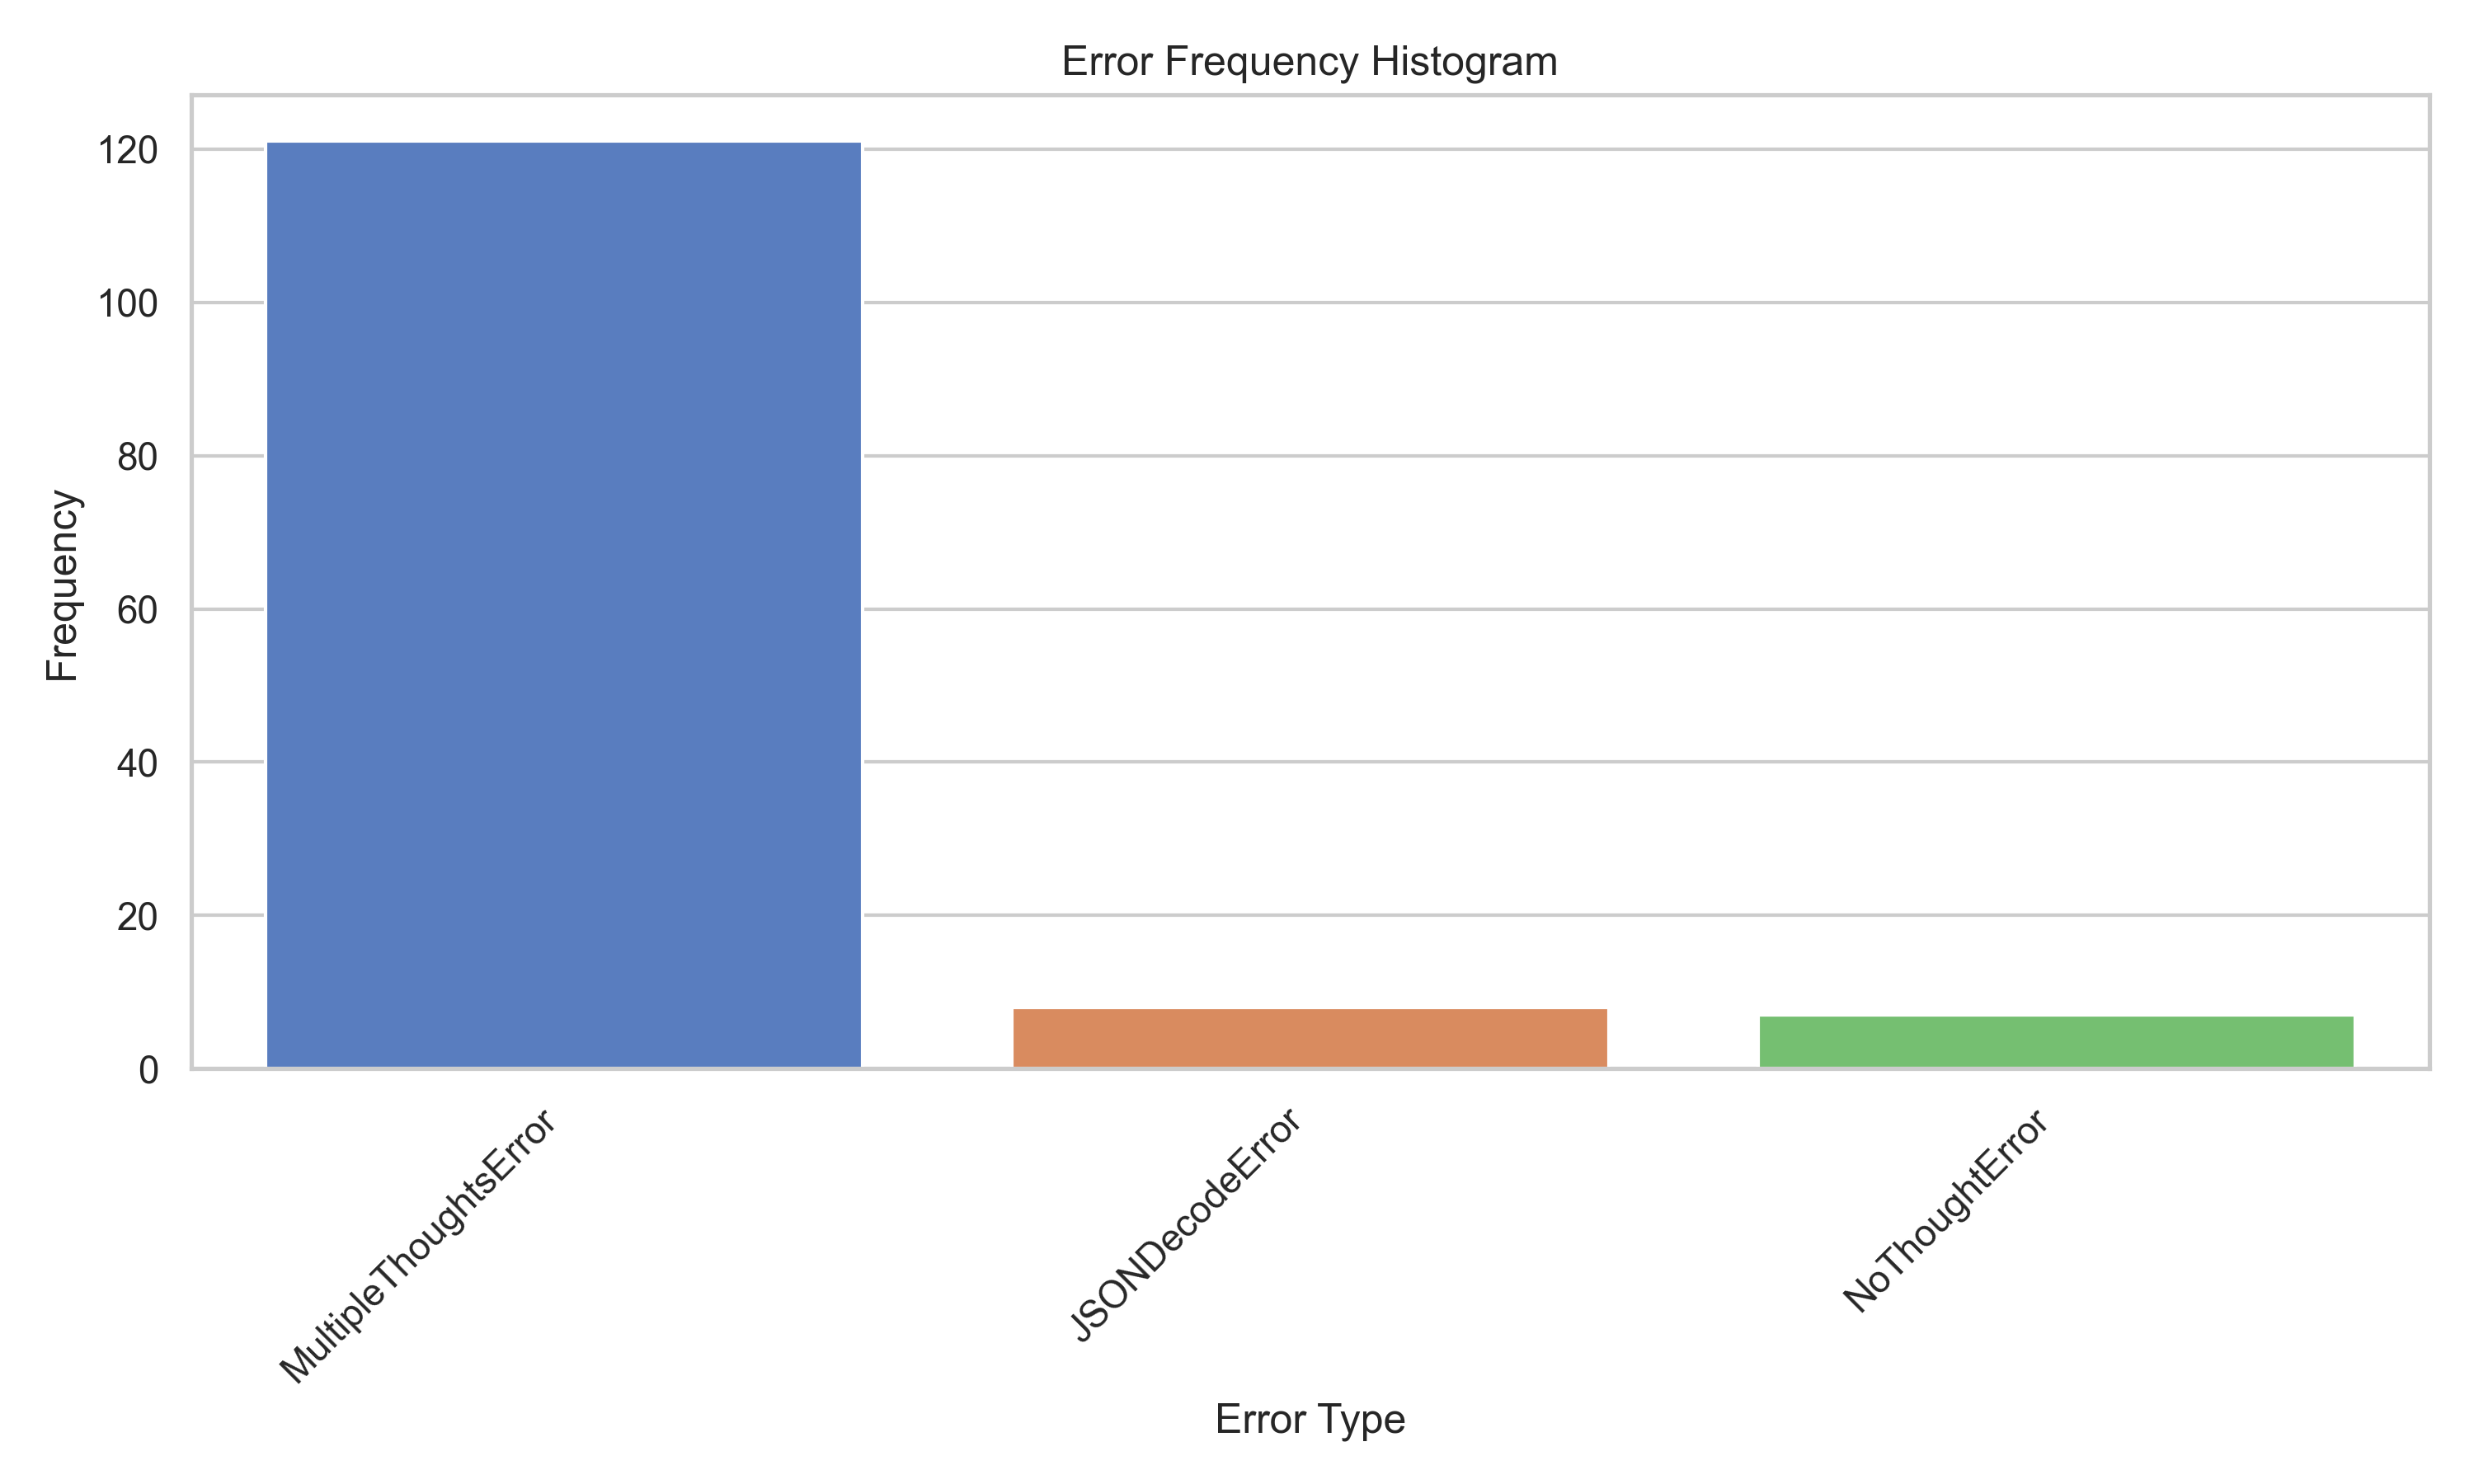 Error Frequency Histogram
120
100
80
60
40
20
0
Frequency
MultipleThoughtsError
JSONDecodeError
NoThoughtError
Error Type